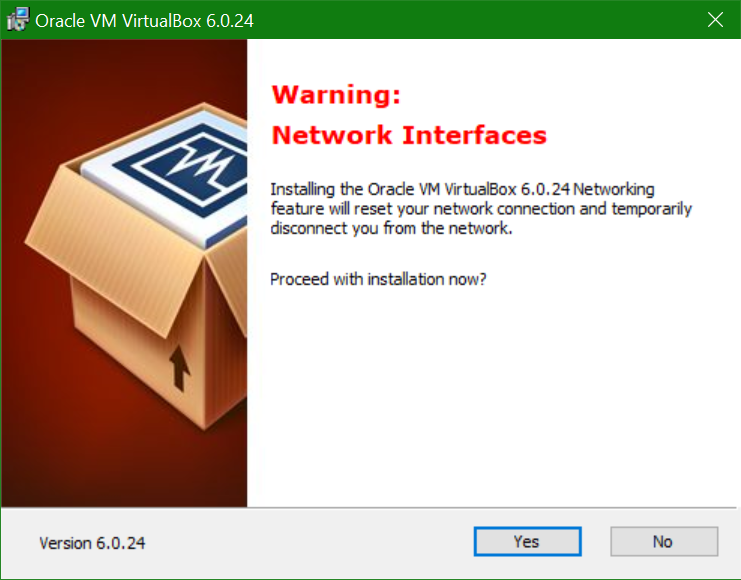 Oracle VM VirtualBox 6.0.24
Warning:
Network Interfaces
Installing the Oracle VM VirtualBox 6.0.24 Networking
feature will reset your network connection and temporarily
disconnect you from the network.
Proceed with installation now?
Version 6.0.24
Yes
No